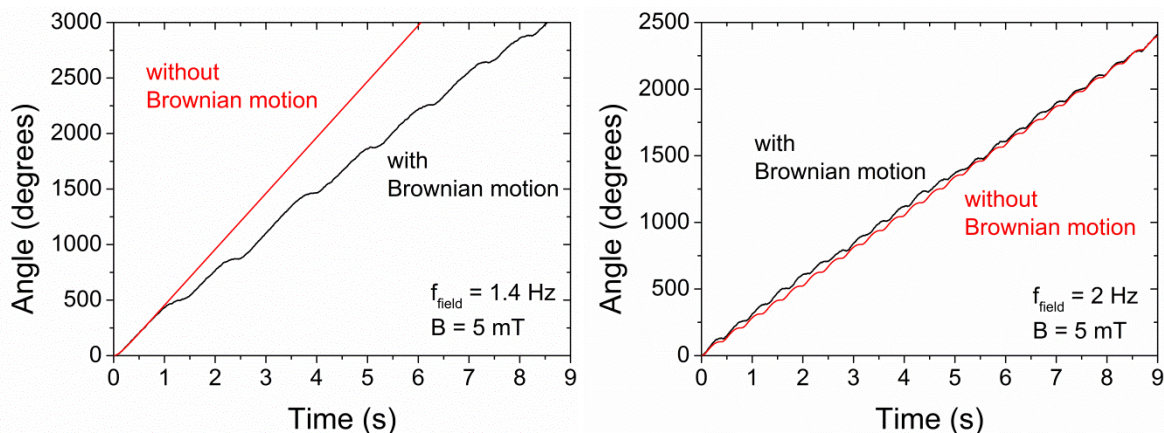 3000
2500
2000
1500
1000
500
0
Angle (degrees)
without
Brownian motion
with
Brownian motion
f_field = 1.4 Hz
B = 5 mT
0 1 2 3 4 5 6 7 8 9
Time (s)
2500
2000
1500
1000
500
0
Angle (degrees)
with
Brownian motion
without
Brownian motion
f_field = 2 Hz
B = 5 mT
0 1 2 3 4 5 6 7 8 9
Time (s)